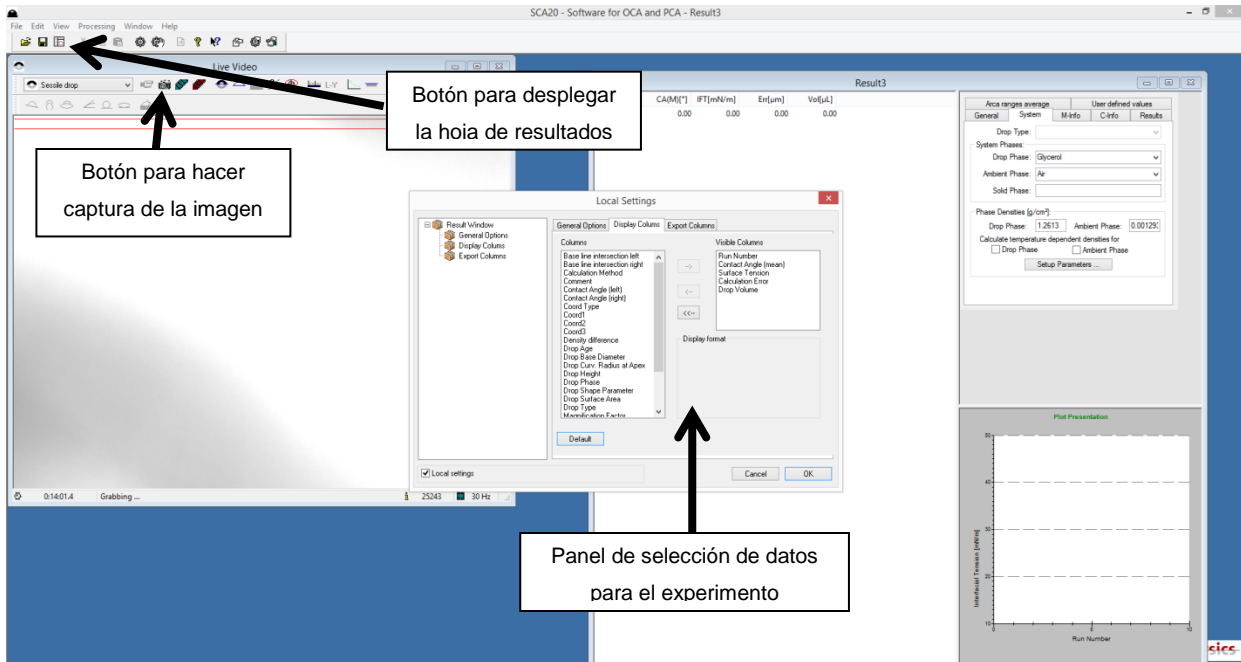 SCA20 - Software for OCA and PCA - Result3
File Edit View Processing Window Help
Live Video
Sessile drop
L-Y
Botón para desplegar
la hoia de resultados
Botón para hacer
captura de la imagen
Result3
CA(M)[°] IFT[mN/m] Err[µm] Vol[µL]
0.00 0.00 0.00 0.00
Arca ranges average User defined values
General System M-Info C-Info Results
Drop Type:
System Phases:
Drop Phase: Glycerol
Ambient Phase: Air
Solid Phase:
Phase Densities [g/cm³]:
Drop Phase: 1.2613 Ambient Phase: 0.00129
Calculate temperature dependent densities for
Drop Phase Ambient Phase
Setup Parameters ...
Local Settings
Result Window
General Options
Display Colums
Export Columns
General Options Display Colums Export Columns
Columns
Base line intersection left
Base line intersection right
Calculation Method
Comment
Contact Angle (left)
Contact Angle (right)
Coord Type
Coord1
Coord2
Coord3
Density difference
Drop Age
Drop Base Diameter
Drop Curv. Radius at Apex
Drop Height
Drop Phase
Drop Shape Parameter
Drop Surface Area
Drop Type
Magnification Factor
->
<-
<<--
Visible Columns
Run Number
Contact Angle (mean)
Surface Tension
Calculation Error
Drop Volume
Display format
Default
Local settings
Cancel OK
0:14:01.4 Grabbing ... 25243 30 Hz
Panel de selección de datos
para el experimento
Plot Presentation
Interfacial Tension [mN/m]
50
40
30
20
10
0 5 10
Run Number
sics